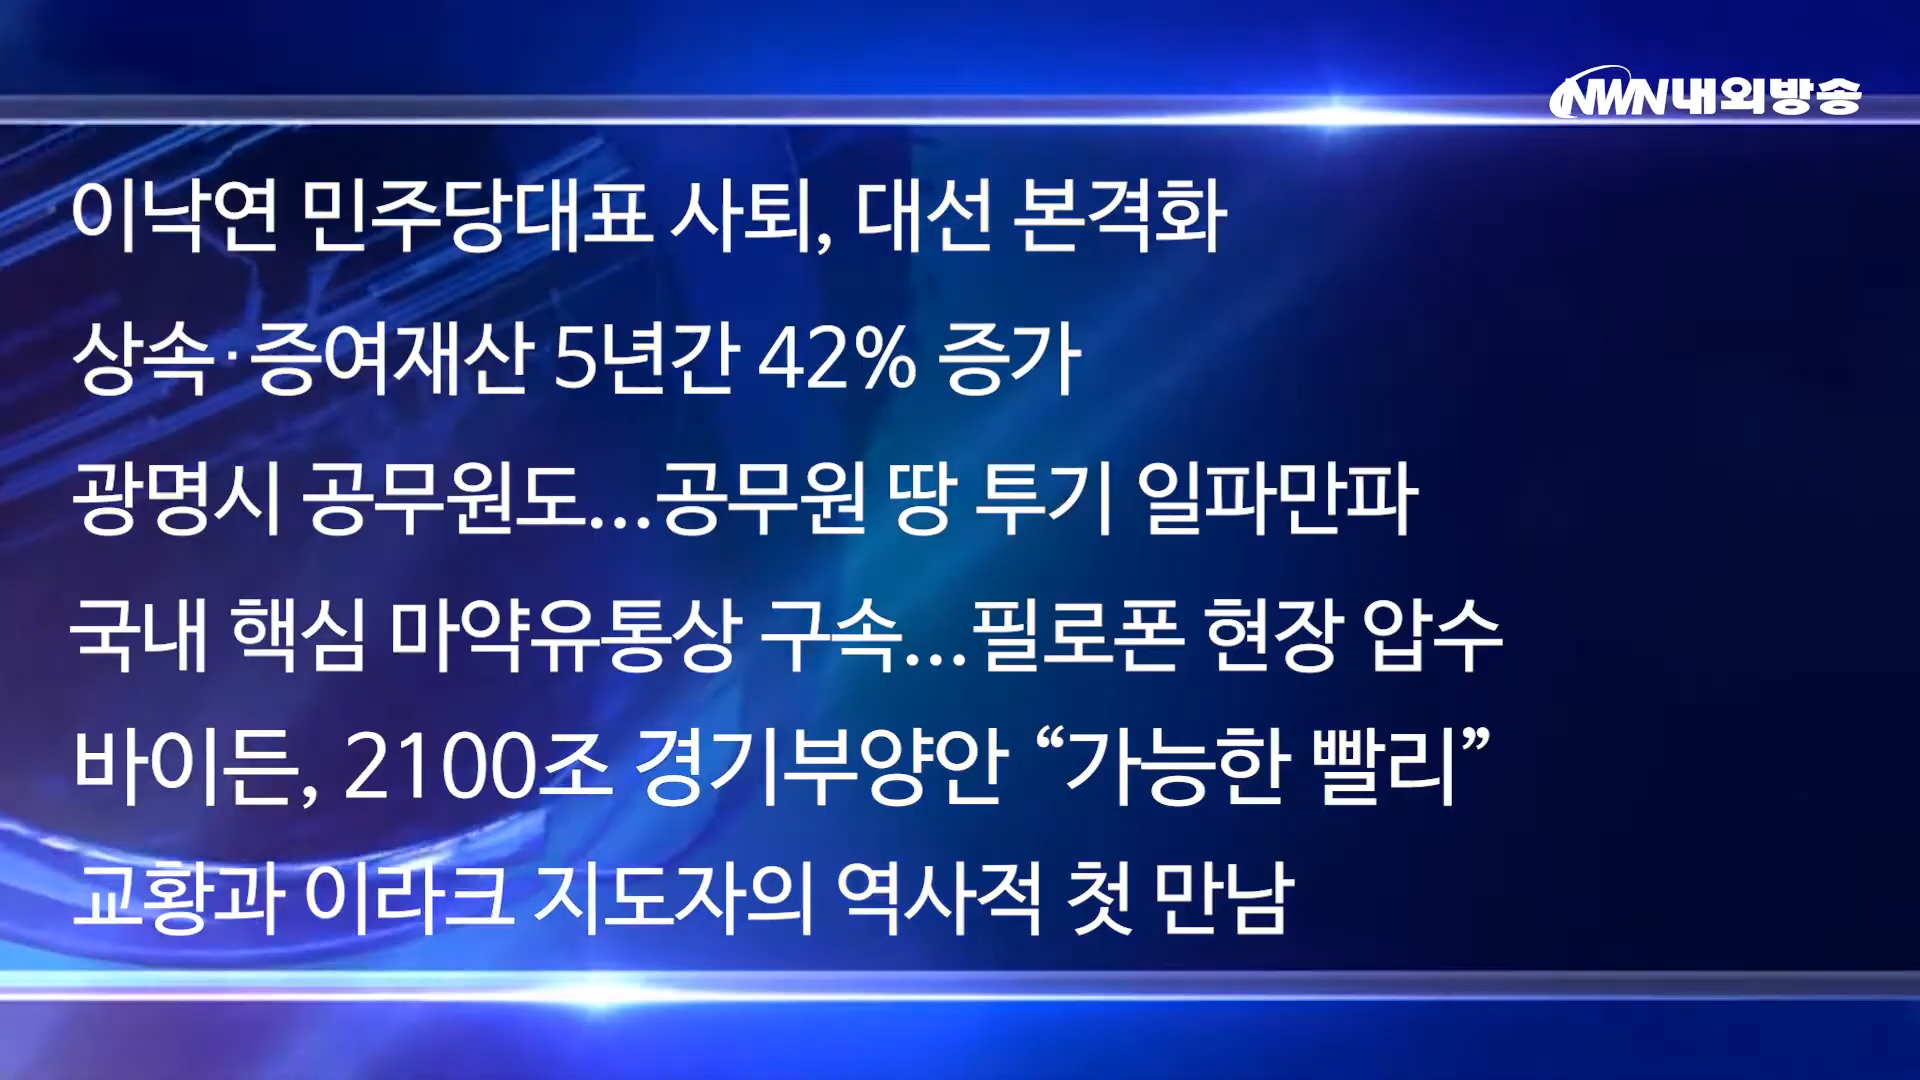 NWN내외방송
이낙연 민주당대표 사퇴, 대선 본격화
상속·증여재산 5년간 42% 증가
광명시 공무원도...공무원 땅 투기 일파만파
국내 핵심 마약유통상 구속...필로폰 현장 압수
바이든, 2100조 경기부양안 “가능한 빨리”
교황과 이라크 지도자의 역사적 첫 만남